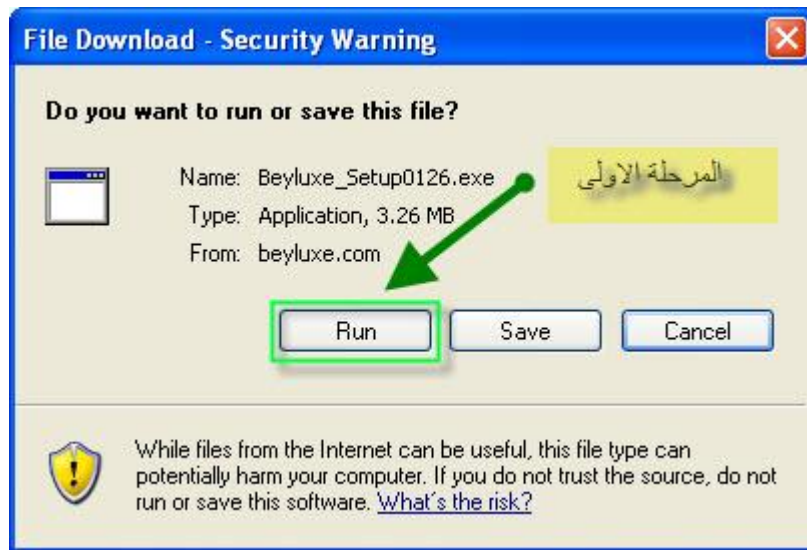 File Download - Security Warning
Do you want to run or save this file?
المرحلة الاولى
Name: Beyluxe_Setup0126.exe
Type: Application, 3.26 MB
From: beyluxe.com
Run Save Cancel
While files from the Internet can be useful, this file type can
potentially harm your computer. If you do not trust the source, do not
run or save this software. What's the risk?